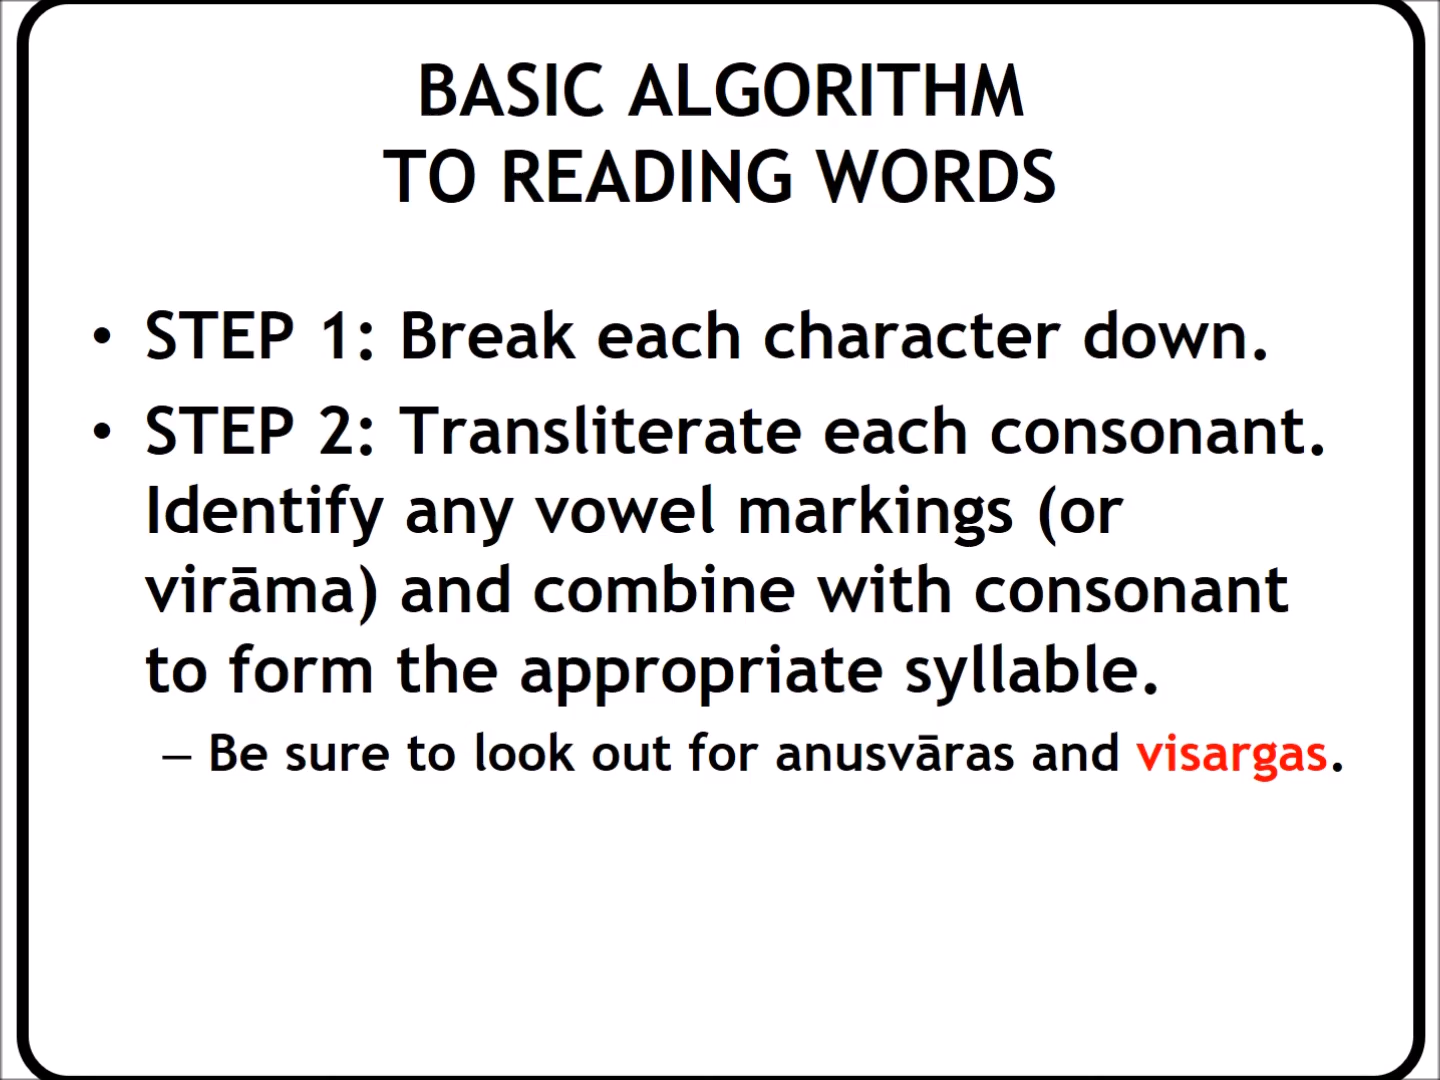 BASIC ALGORITHM
TO READING WORDS
• STEP 1: Break each character down.
• STEP 2: Transliterate each consonant.
Identify any vowel markings (or
virāma) and combine with consonant
to form the appropriate syllable.
– Be sure to look out for anusvāras and visargas.